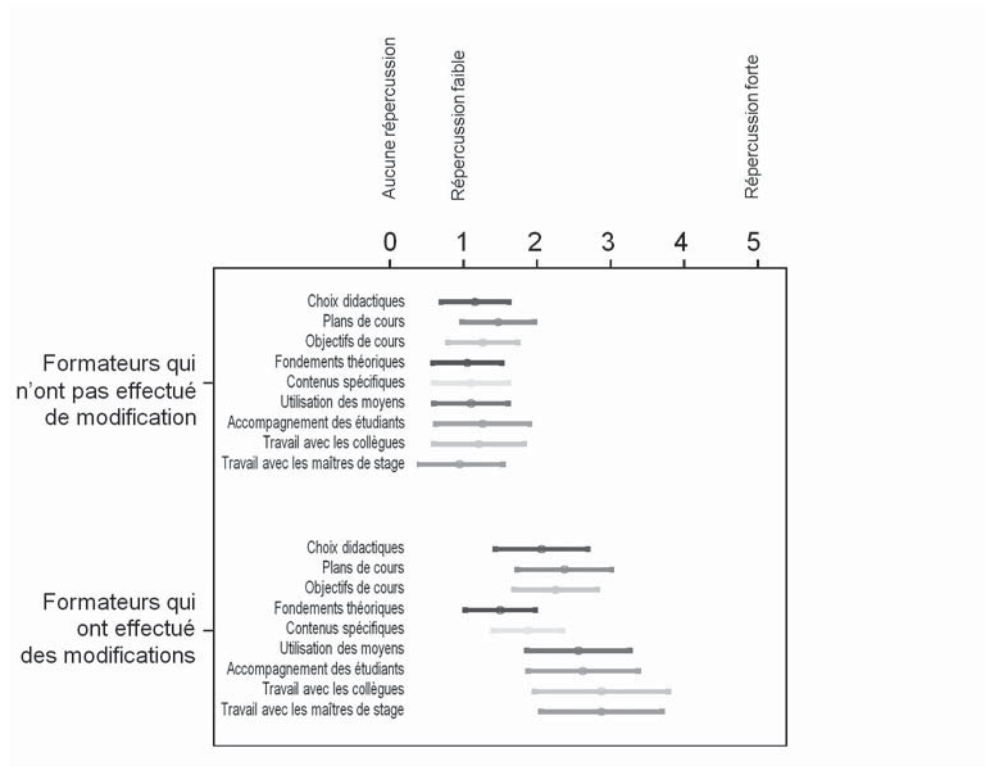 Aucune répercussion
Répercussion faible
Répercussion forte
0 1 2 3 4 5
Formateurs qui
n'ont pas effectué
de modification
Choix didactiques
Plans de cours
Objectifs de cours
Fondements théoriques
Contenus spécifiques
Utilisation des moyens
Accompagnement des étudiants
Travail avec les collègues
Travail avec les maîtres de stage
Formateurs qui
ont effectué
des modifications
Choix didactiques
Plans de cours
Objectifs de cours
Fondements théoriques
Contenus spécifiques
Utilisation des moyens
Accompagnement des étudiants
Travail avec les collègues
Travail avec les maîtres de stage